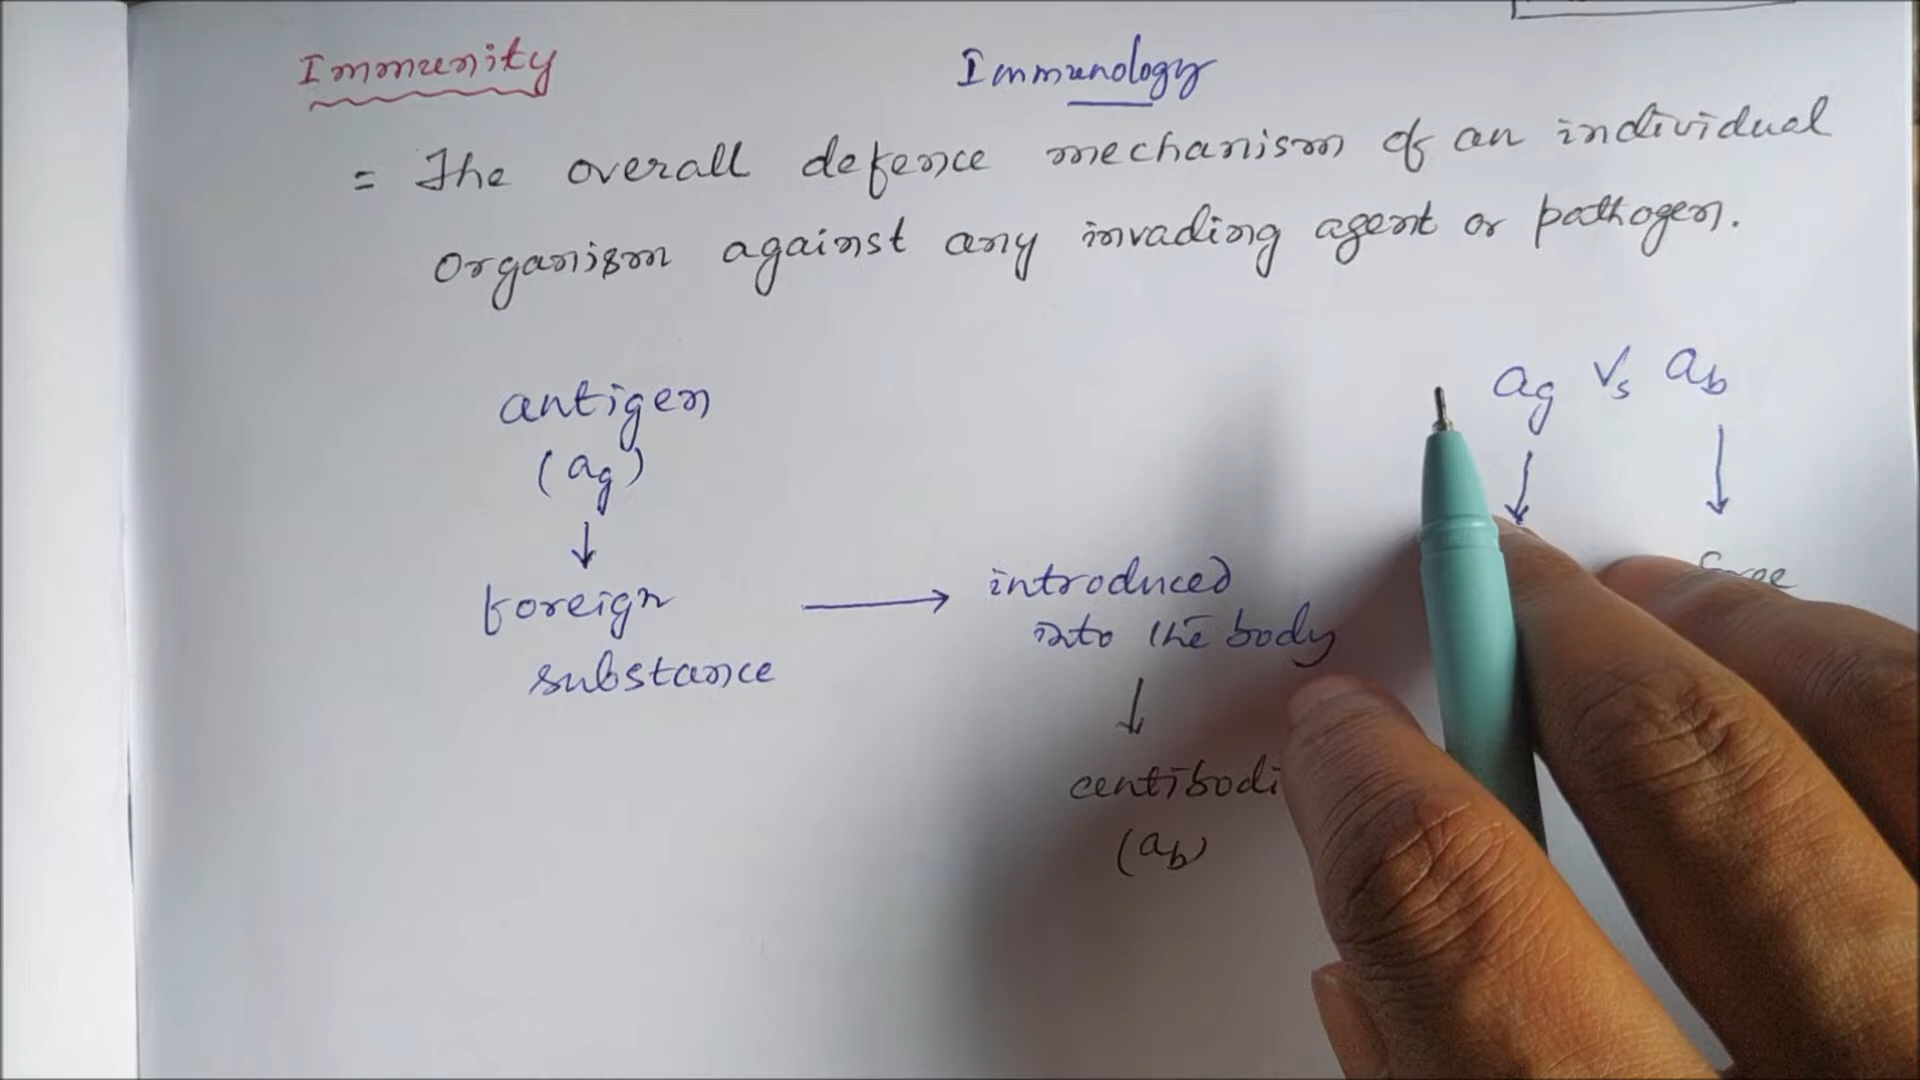 Immunity
Immunology
= The overall defence mechanism of an individual
organism against any invading agent or pathogen.
antigen
(ag)
↓
foreign
substance
→
introduced
into the body
↓
antibodi
(ab)
ag vs ab
↓ ↓